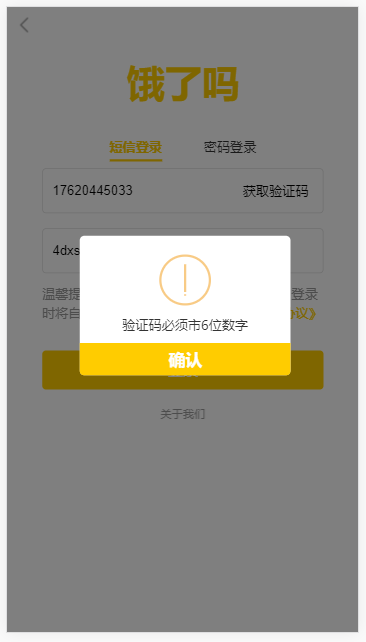 饿了吗
短信登录 密码登录
17620445033 获取验证码
4dxs
验证码必须市6位数字
确认
温馨提 登录
时将自 议》
关于我们